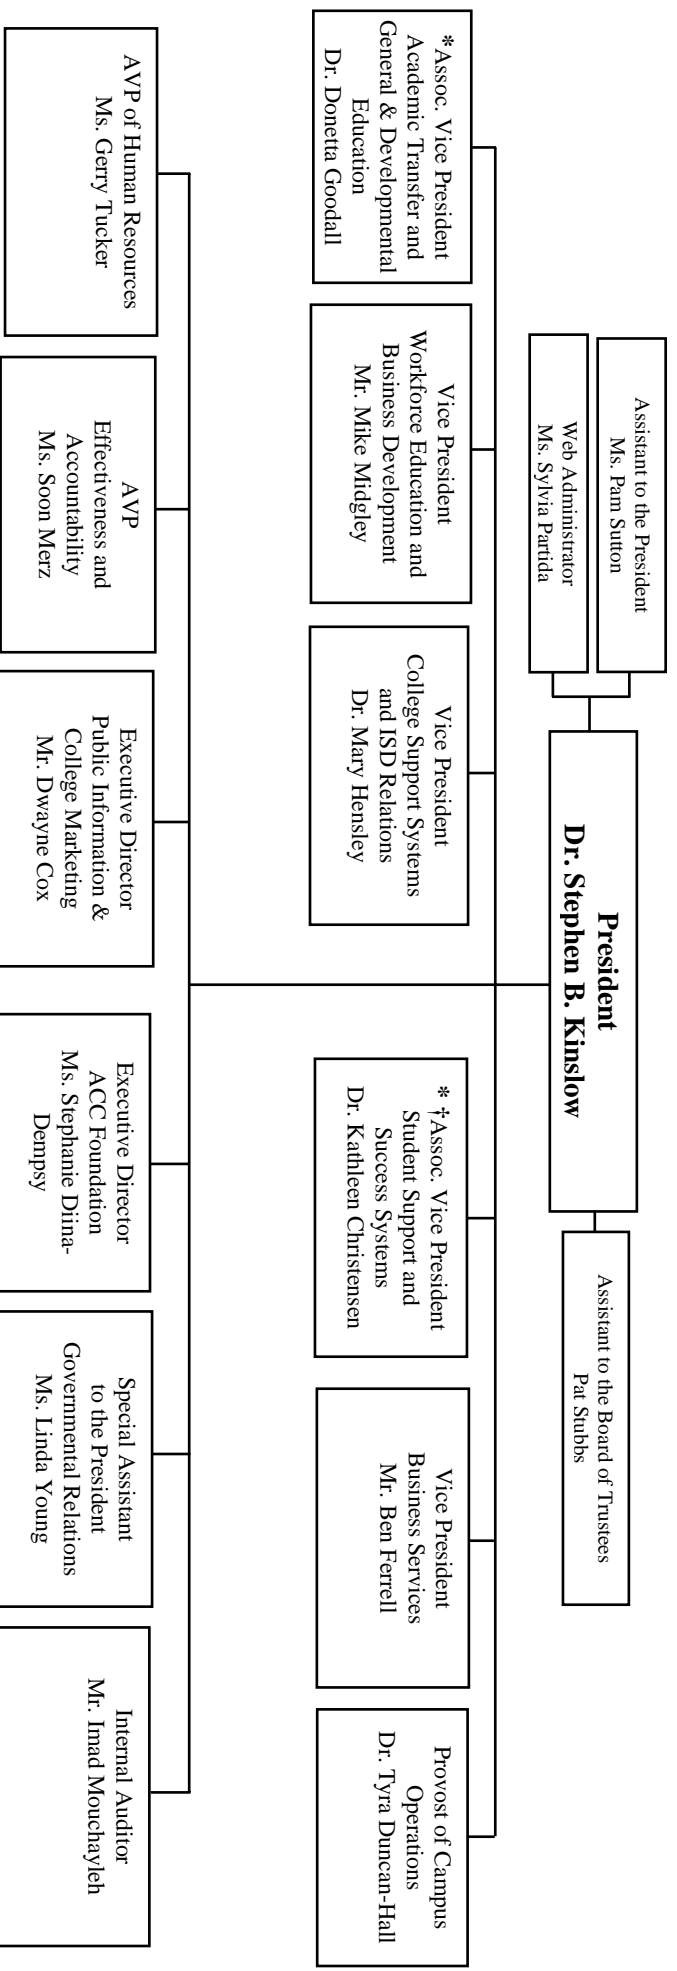 Assistant to the President
Ms. Pam Sutton
Web Administrator
Ms. Sylvia Partida
President
Dr. Stephen B. Kinslow
Assistant to the Board of Trustees
Pat Stubbs
*Assoc. Vice President
Academic Transfer and
General & Developmental
Education
Dr. Donetta Goodall
Vice President
Workforce Education and
Business Development
Mr. Mike Midgley
Vice President
College Support Systems
and ISD Relations
Dr. Mary Hensley
* †Assoc. Vice President
Student Support and
Success Systems
Dr. Kathleen Christensen
Vice President
Business Services
Mr. Ben Ferrell
Provost of Campus
Operations
Dr. Tyra Duncan-Hall
AVP of Human Resources
Ms. Gerry Tucker
AVP
Effectiveness and
Accountability
Ms. Soon Merz
Executive Director
Public Information &
College Marketing
Mr. Dwayne Cox
Executive Director
ACC Foundation
Ms. Stephanie Diina-
Dempsy
Special Assistant
to the President
Governmental Relations
Ms. Linda Young
Internal Auditor
Mr. Imad Mouchayleh